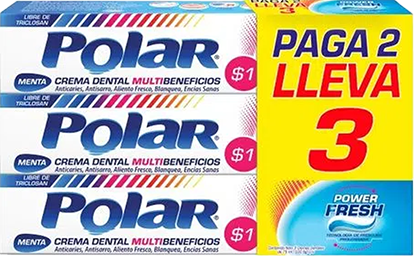 LIBRE DE
TRICLOSAN
POLAR
MENTA CREMA DENTAL MULTIBENEFICIOS
Anticaries, Antisarro, Aliento Fresco, Blanquea, Encías Sanas
$1
LIBRE DE
TRICLOSAN
POLAR
MENTA CREMA DENTAL MULTIBENEFICIOS
Anticaries, Antisarro, Aliento Fresco, Blanquea, Encías Sanas
$1
LIBRE DE
TRICLOSAN
POLAR
MENTA CREMA DENTAL MULTIBENEFICIOS
Anticaries, Antisarro, Aliento Fresco, Blanquea, Encías Sanas
$1
PAGA 2
LLEVA
3
POWER
FRESH